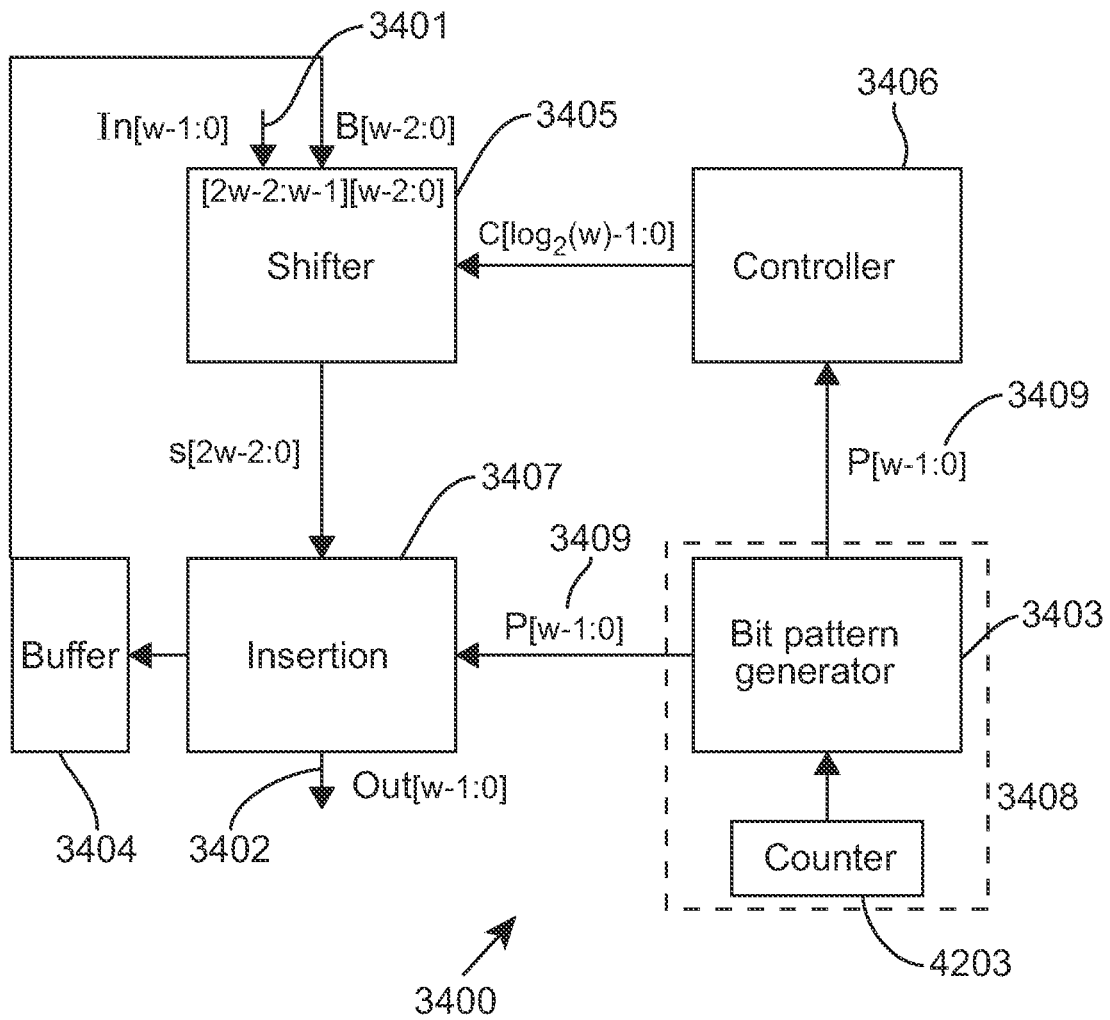 3401
3406
In[w-1:0]
B[w-2:0]
3405
[2w-2:w-1][w-2:0]
C[log2(w)-1:0]
Shifter
Controller
3409
s[2w-2:0]
P[w-1:0]
3407
3409
P[w-1:0]
3403
Buffer
Insertion
Bit pattern
generator
Out[w-1:0]
3408
3404
3402
Counter
4203
3400